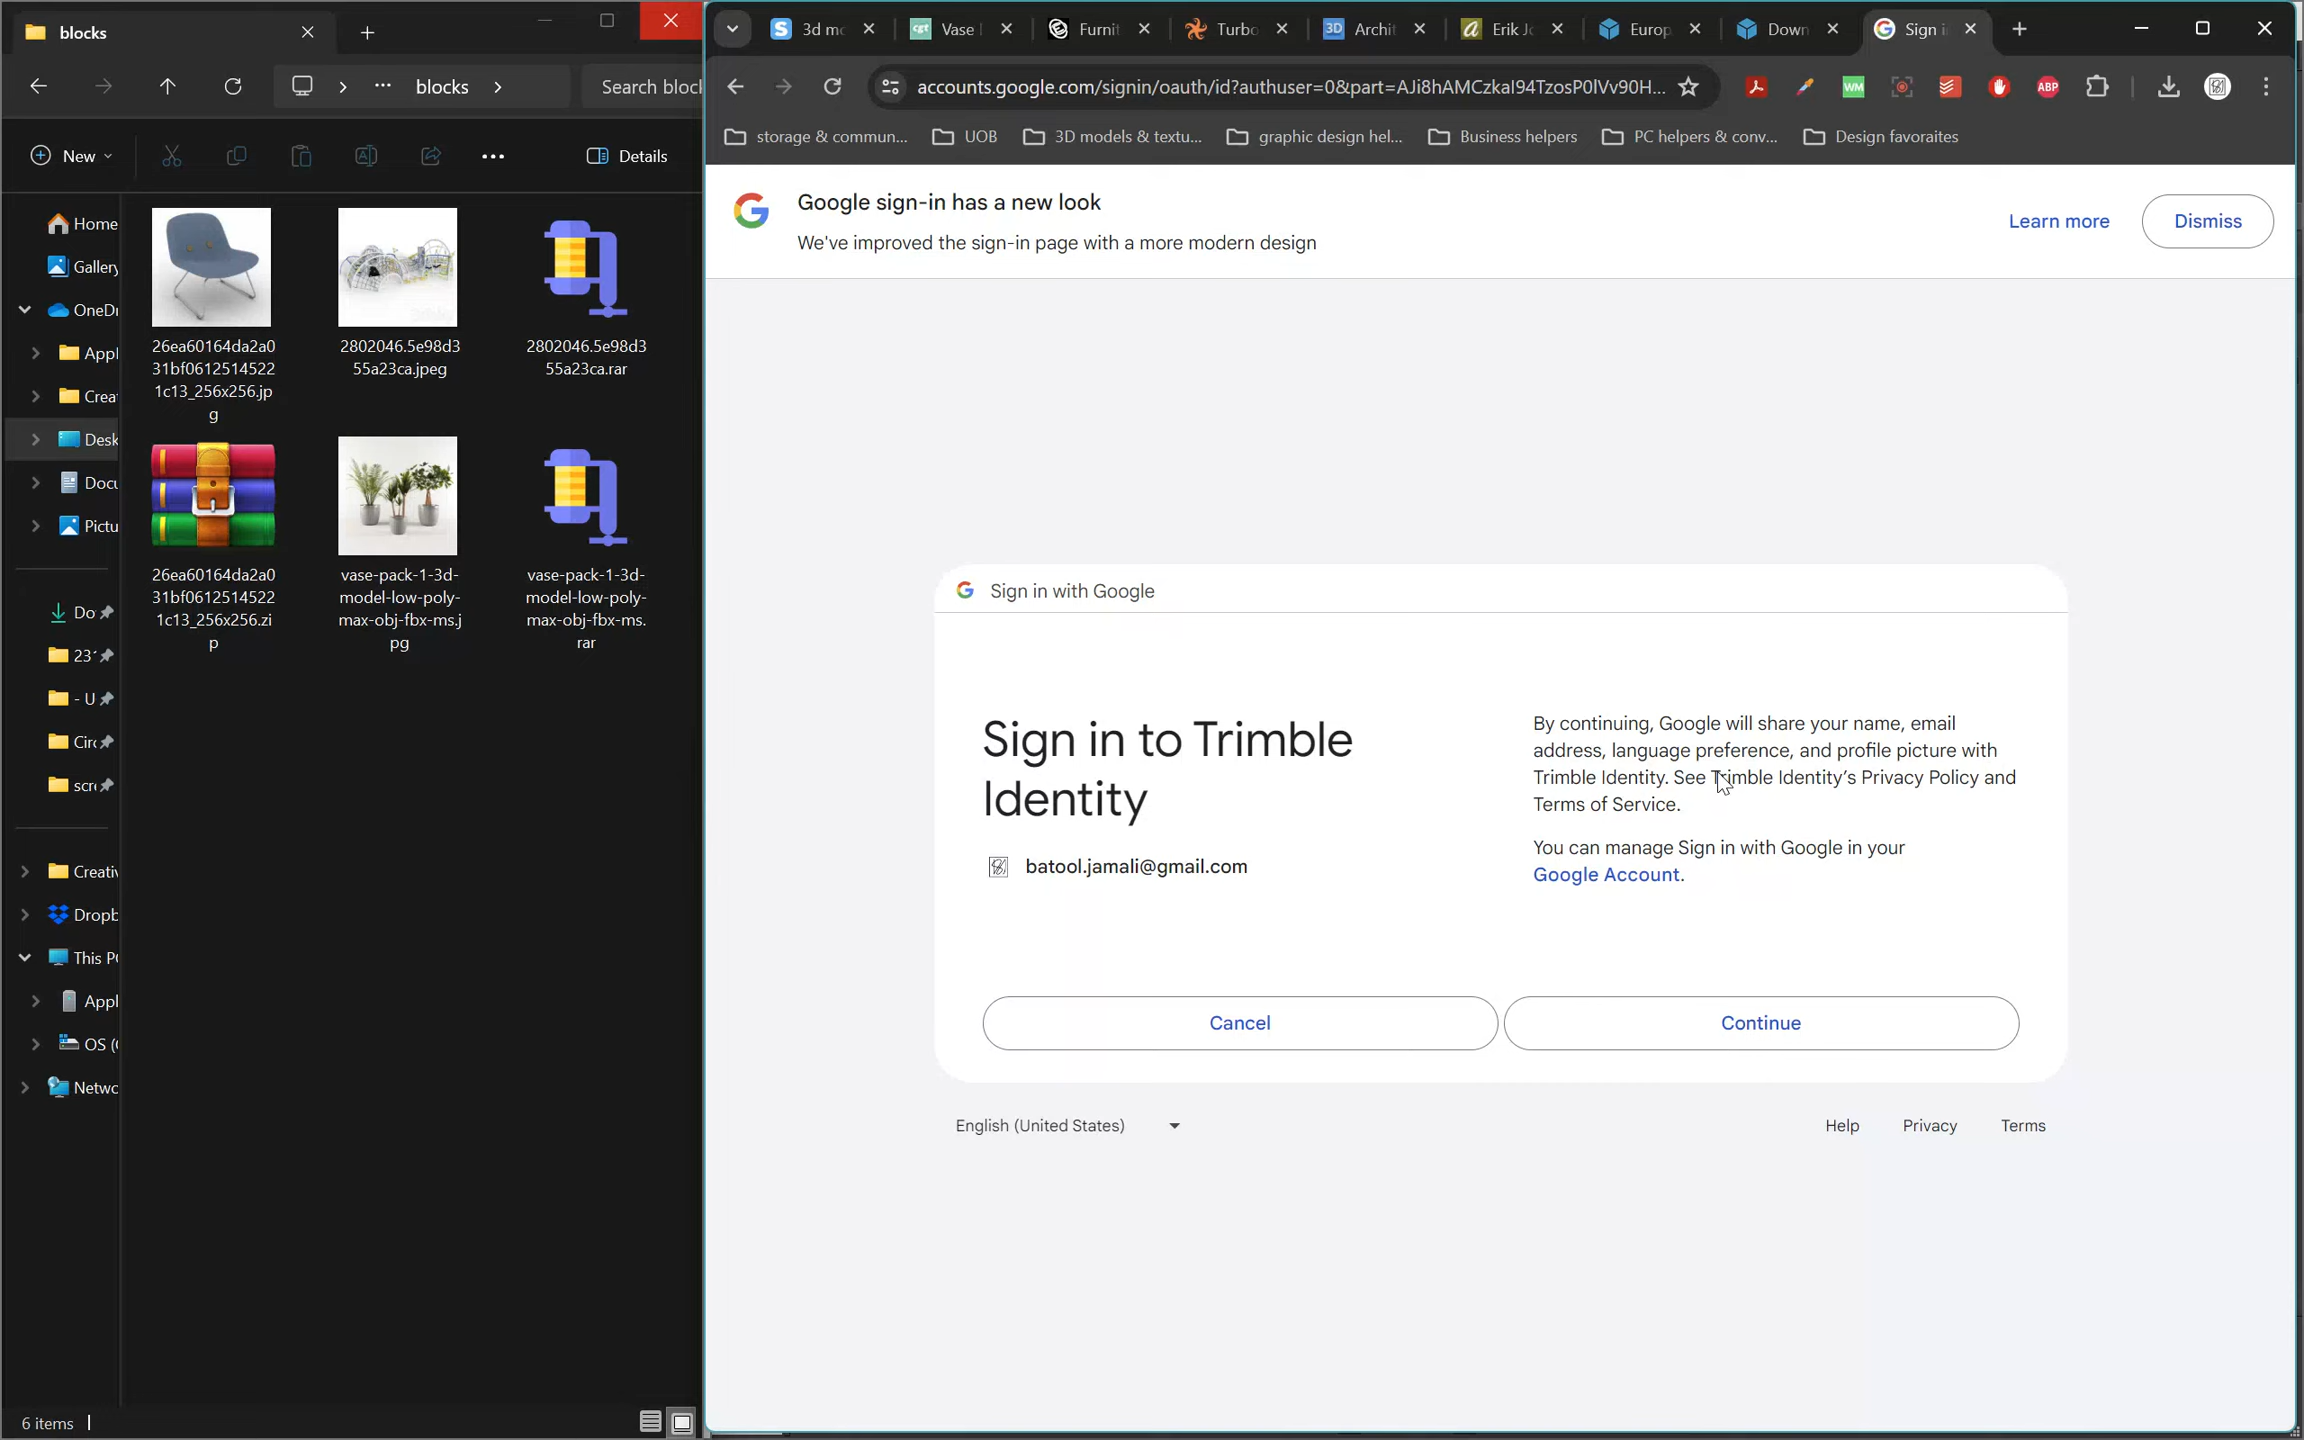 blocks
blocks
Search bloc
New
Details
Home
Gallery
OneDr
Appl
Crea
Desk
Docu
Pictu
Do
23
- U
Circ
scr
Creativ
Dropb
This P
Appl
OS (
Netwo
26ea60164da2a0
31bf0612514522
1c13_256x256.jp
g
2802046.5e98d3
55a23ca.jpeg
2802046.5e98d3
55a23ca.rar
26ea60164da2a0
31bf0612514522
1c13_256x256.zi
p
vase-pack-1-3d-
model-low-poly-
max-obj-fbx-ms.j
pg
vase-pack-1-3d-
model-low-poly-
max-obj-fbx-ms.
rar
6 items
3d mo
Vase
Furnit
Turbo
3D Archit
Erik Jo
Europ
Down
Sign i
accounts.google.com/signin/oauth/id?authuser=0&part=AJi8hAMCzkaI94TzosP0lVv90H...
WM
ABP
storage & commun...
UOB
3D models & textu...
graphic design hel...
Business helpers
PC helpers & conv...
Design favoraites
Google sign-in has a new look
We've improved the sign-in page with a more modern design
Learn more
Dismiss
Sign in with Google
Sign in to Trimble
Identity
batool.jamali@gmail.com
By continuing, Google will share your name, email
address, language preference, and profile picture with
Trimble Identity. See Trimble Identity's Privacy Policy and
Terms of Service.
You can manage Sign in with Google in your
Google Account.
Cancel
Continue
English (United States)
Help
Privacy
Terms